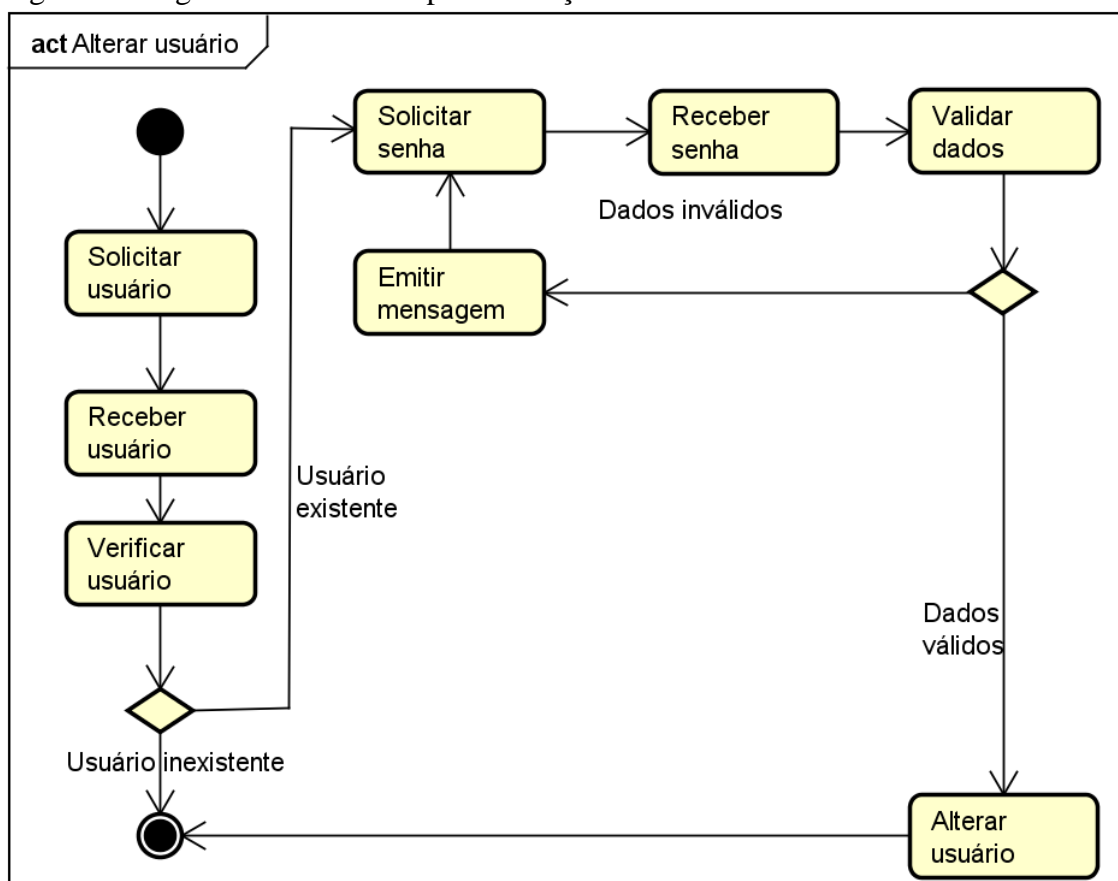 act Alterar usuário
Solicitar
usuário
Receber
usuário
Verificar
usuário
Usuário inexistente
Usuário
existente
Solicitar
senha
Receber
senha
Validar
dados
Dados inválidos
Emitir
mensagem
Dados
válidos
Alterar
usuário